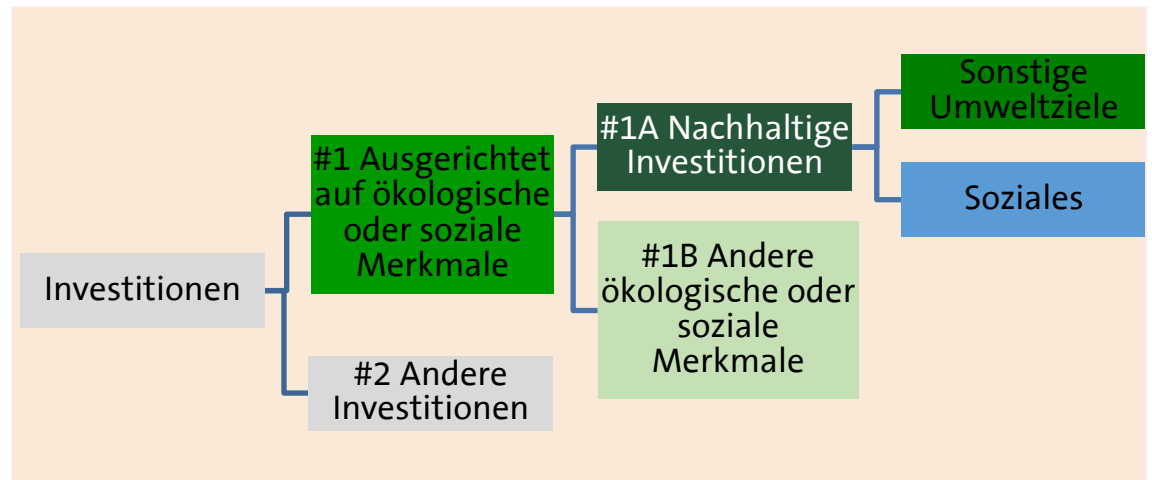 Investitionen
#1 Ausgerichtet
auf ökologische
oder soziale
Merkmale
#2 Andere
Investitionen
#1A Nachhaltige
Investitionen
#1B Andere
ökologische oder
soziale
Merkmale
Sonstige
Umweltziele
Soziales